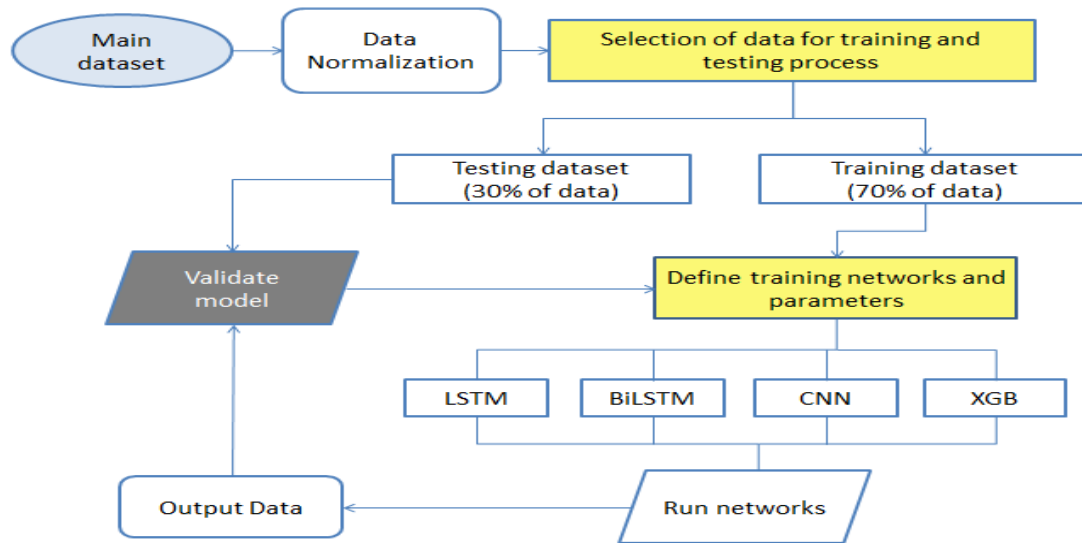 Main
dataset
Data
Normalization
Selection of data for training and
testing process
Testing dataset
(30% of data)
Training dataset
(70% of data)
Validate
model
Define training networks and
parameters
LSTM
BiLSTM
CNN
XGB
Output Data
Run networks